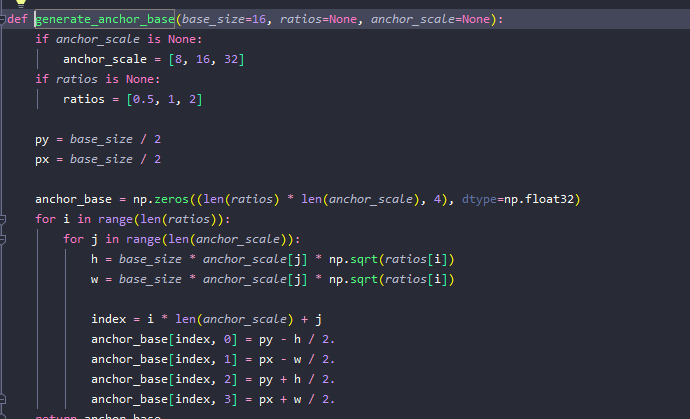 def generate_anchor_base(base_size=16, ratios=None, anchor_scale=None):
    if anchor_scale is None:
        anchor_scale = [8, 16, 32]
    if ratios is None:
        ratios = [0.5, 1, 2]
    py = base_size / 2
    px = base_size / 2
    anchor_base = np.zeros((len(ratios) * len(anchor_scale), 4), dtype=np.float32)
    for i in range(len(ratios)):
        for j in range(len(anchor_scale)):
            h = base_size * anchor_scale[j] * np.sqrt(ratios[i])
            w = base_size * anchor_scale[j] * np.sqrt(ratios[i])
            index = i * len(anchor_scale) + j
            anchor_base[index, 0] = py - h / 2.
            anchor_base[index, 1] = px - w / 2.
            anchor_base[index, 2] = py + h / 2.
            anchor_base[index, 3] = px + w / 2.
    return anchor_base